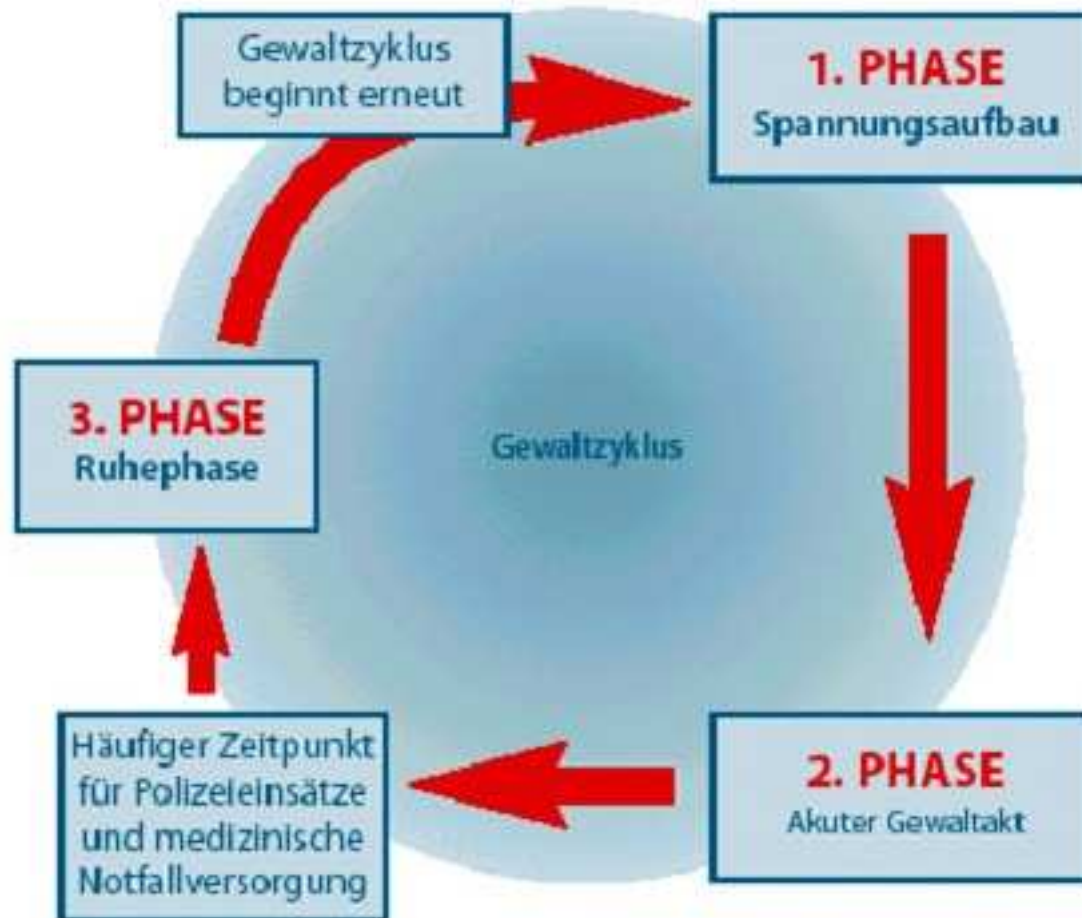 Gewaltzyklus
beginnt erneut
1. PHASE
Spannungsaufbau
3. PHASE
Ruhephase
Gewaltzyklus
Häufiger Zeitpunkt
für Polizeieinsätze
und medizinische
Notfallversorgung
2. PHASE
Akuter Gewaltakt